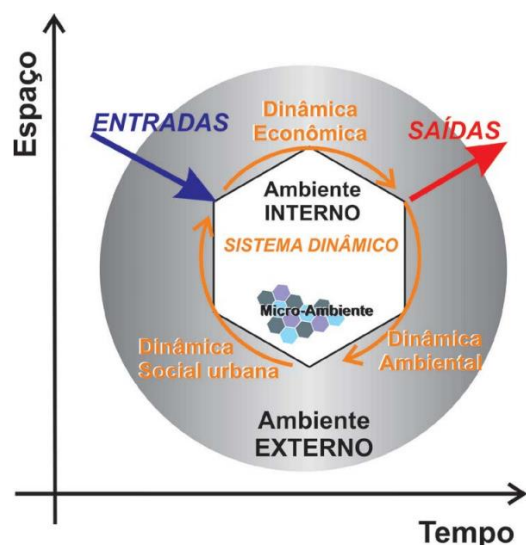 Espaço
ENTRADAS
Dinâmica
Econômica
SAÍDAS
Ambiente
INTERNO
SISTEMA DINÂMICO
Micro-Ambiente
Dinâmica
Social urbana
Dinâmica
Ambiental
Ambiente
EXTERNO
Tempo